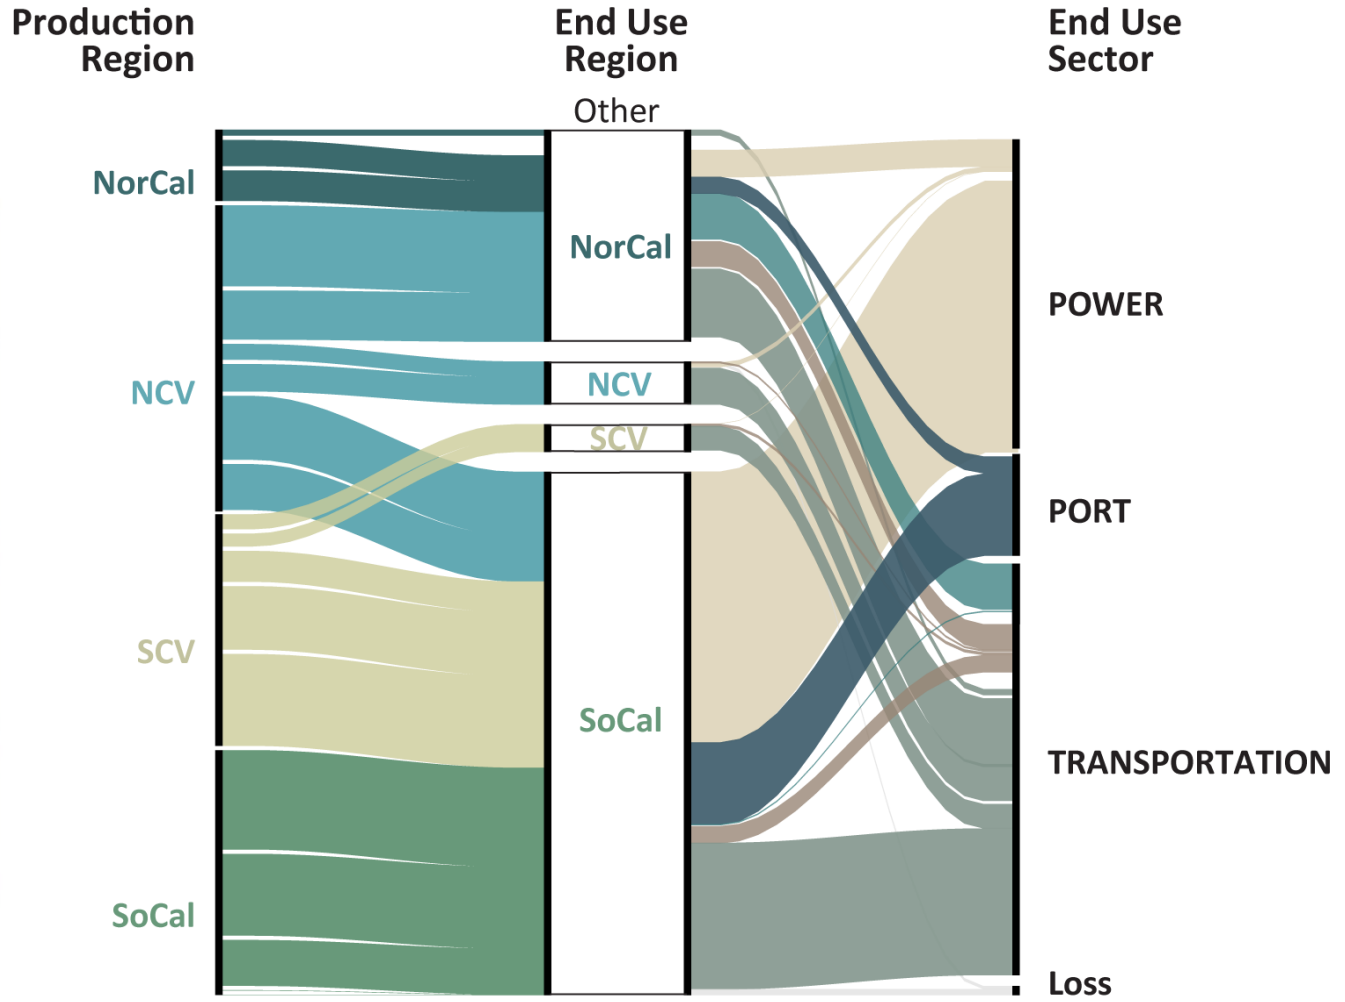 Production
Region
End Use
Region
End Use
Sector
Other
NorCal
NCV
SCV
SoCal
NorCal
NCV
SCV
SoCal
POWER
PORT
TRANSPORTATION
Loss